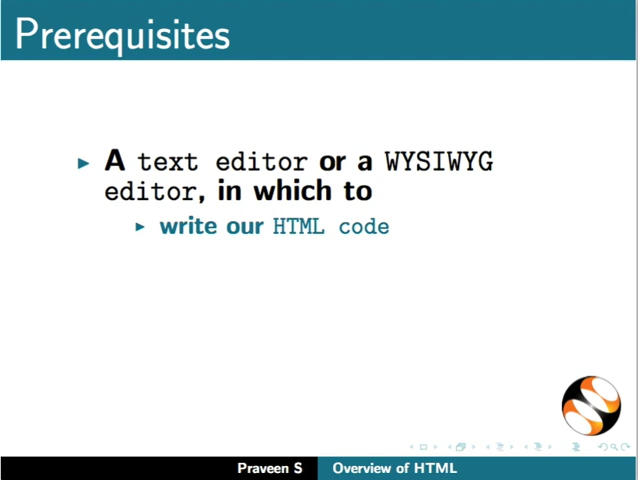 Prerequisites
A text editor or a WYSIWYG
editor, in which to
write our HTML code
Praveen S Overview of HTML